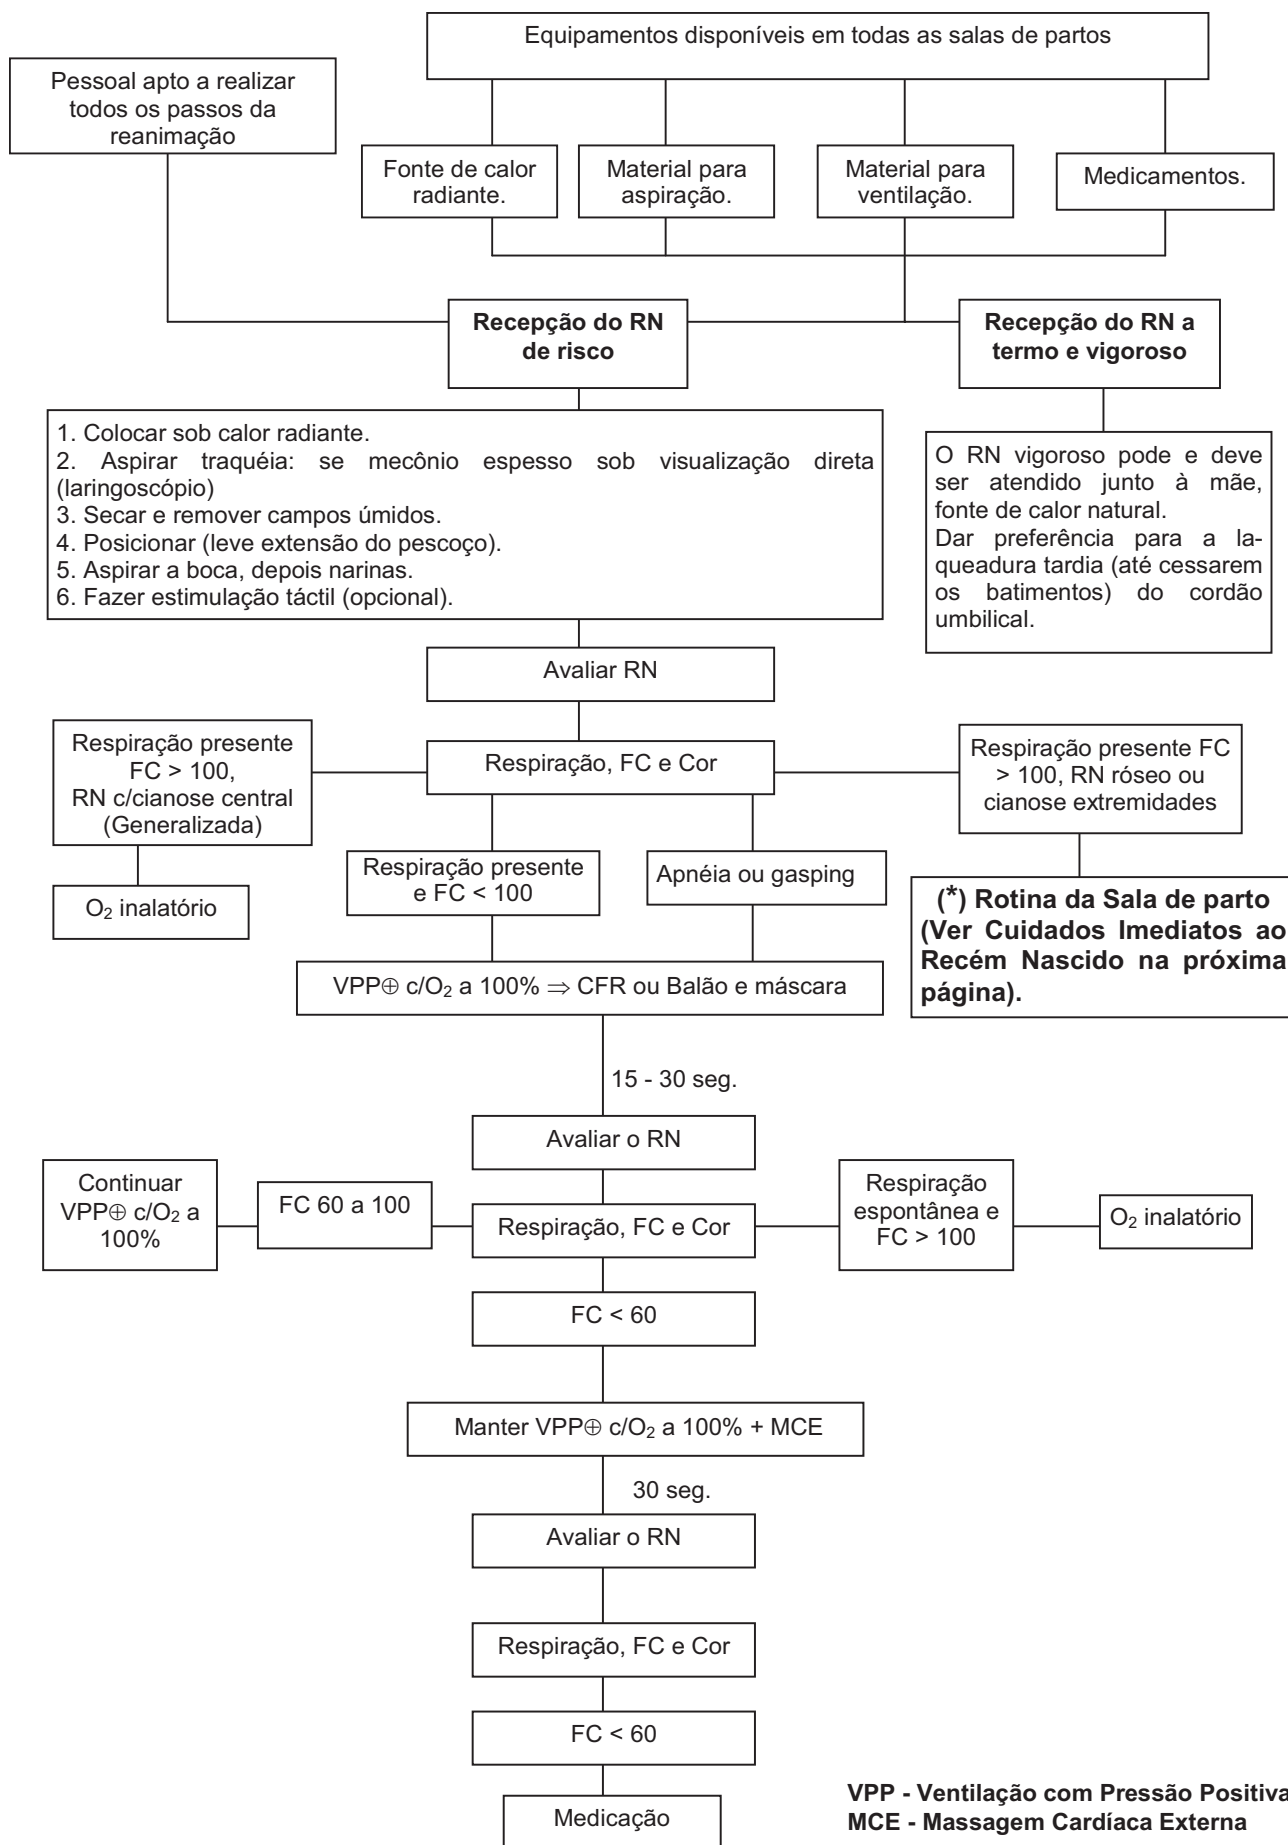 Equipamentos disponíveis em todas as salas de partos
Pessoal apto a realizar
todos os passos da
reanimação
Fonte de calor
radiante.
Material para
aspiração.
Material para
ventilação.
Medicamentos.
Recepção do RN
de risco
Recepção do RN a
termo e vigoroso
1. Colocar sob calor radiante.
2. Aspirar traquéia: se mecônio espesso sob visualização direta
(laringoscópio)
3. Secar e remover campos úmidos.
4. Posicionar (leve extensão do pescoço).
5. Aspirar a boca, depois narinas.
6. Fazer estimulação táctil (opcional).
O RN vigoroso pode e deve
ser atendido junto à mãe,
fonte de calor natural.
Dar preferência para a la-
queadura tardia (até cessarem
os batimentos) do cordão
umbilical.
Avaliar RN
Respiração presente
FC > 100,
RN c/cianose central
(Generalizada)
Respiração, FC e Cor
Respiração presente FC
> 100, RN róseo ou
cianose extremidades
O₂ inalatório
Respiração presente
e FC < 100
Apnéia ou gasping
(*) Rotina da Sala de parto
(Ver Cuidados Imediatos ao
Recém Nascido na próxima
página).
VPP⊕ c/O₂ a 100% ⇒ CFR ou Balão e máscara
15 - 30 seg.
Avaliar o RN
Continuar
VPP⊕ c/O₂ a
100%
FC 60 a 100
Respiração, FC e Cor
Respiração
espontânea e
FC > 100
O₂ inalatório
FC < 60
Manter VPP⊕ c/O₂ a 100% + MCE
30 seg.
Avaliar o RN
Respiração, FC e Cor
FC < 60
Medicação
VPP - Ventilação com Pressão Positiva
MCE - Massagem Cardíaca Externa